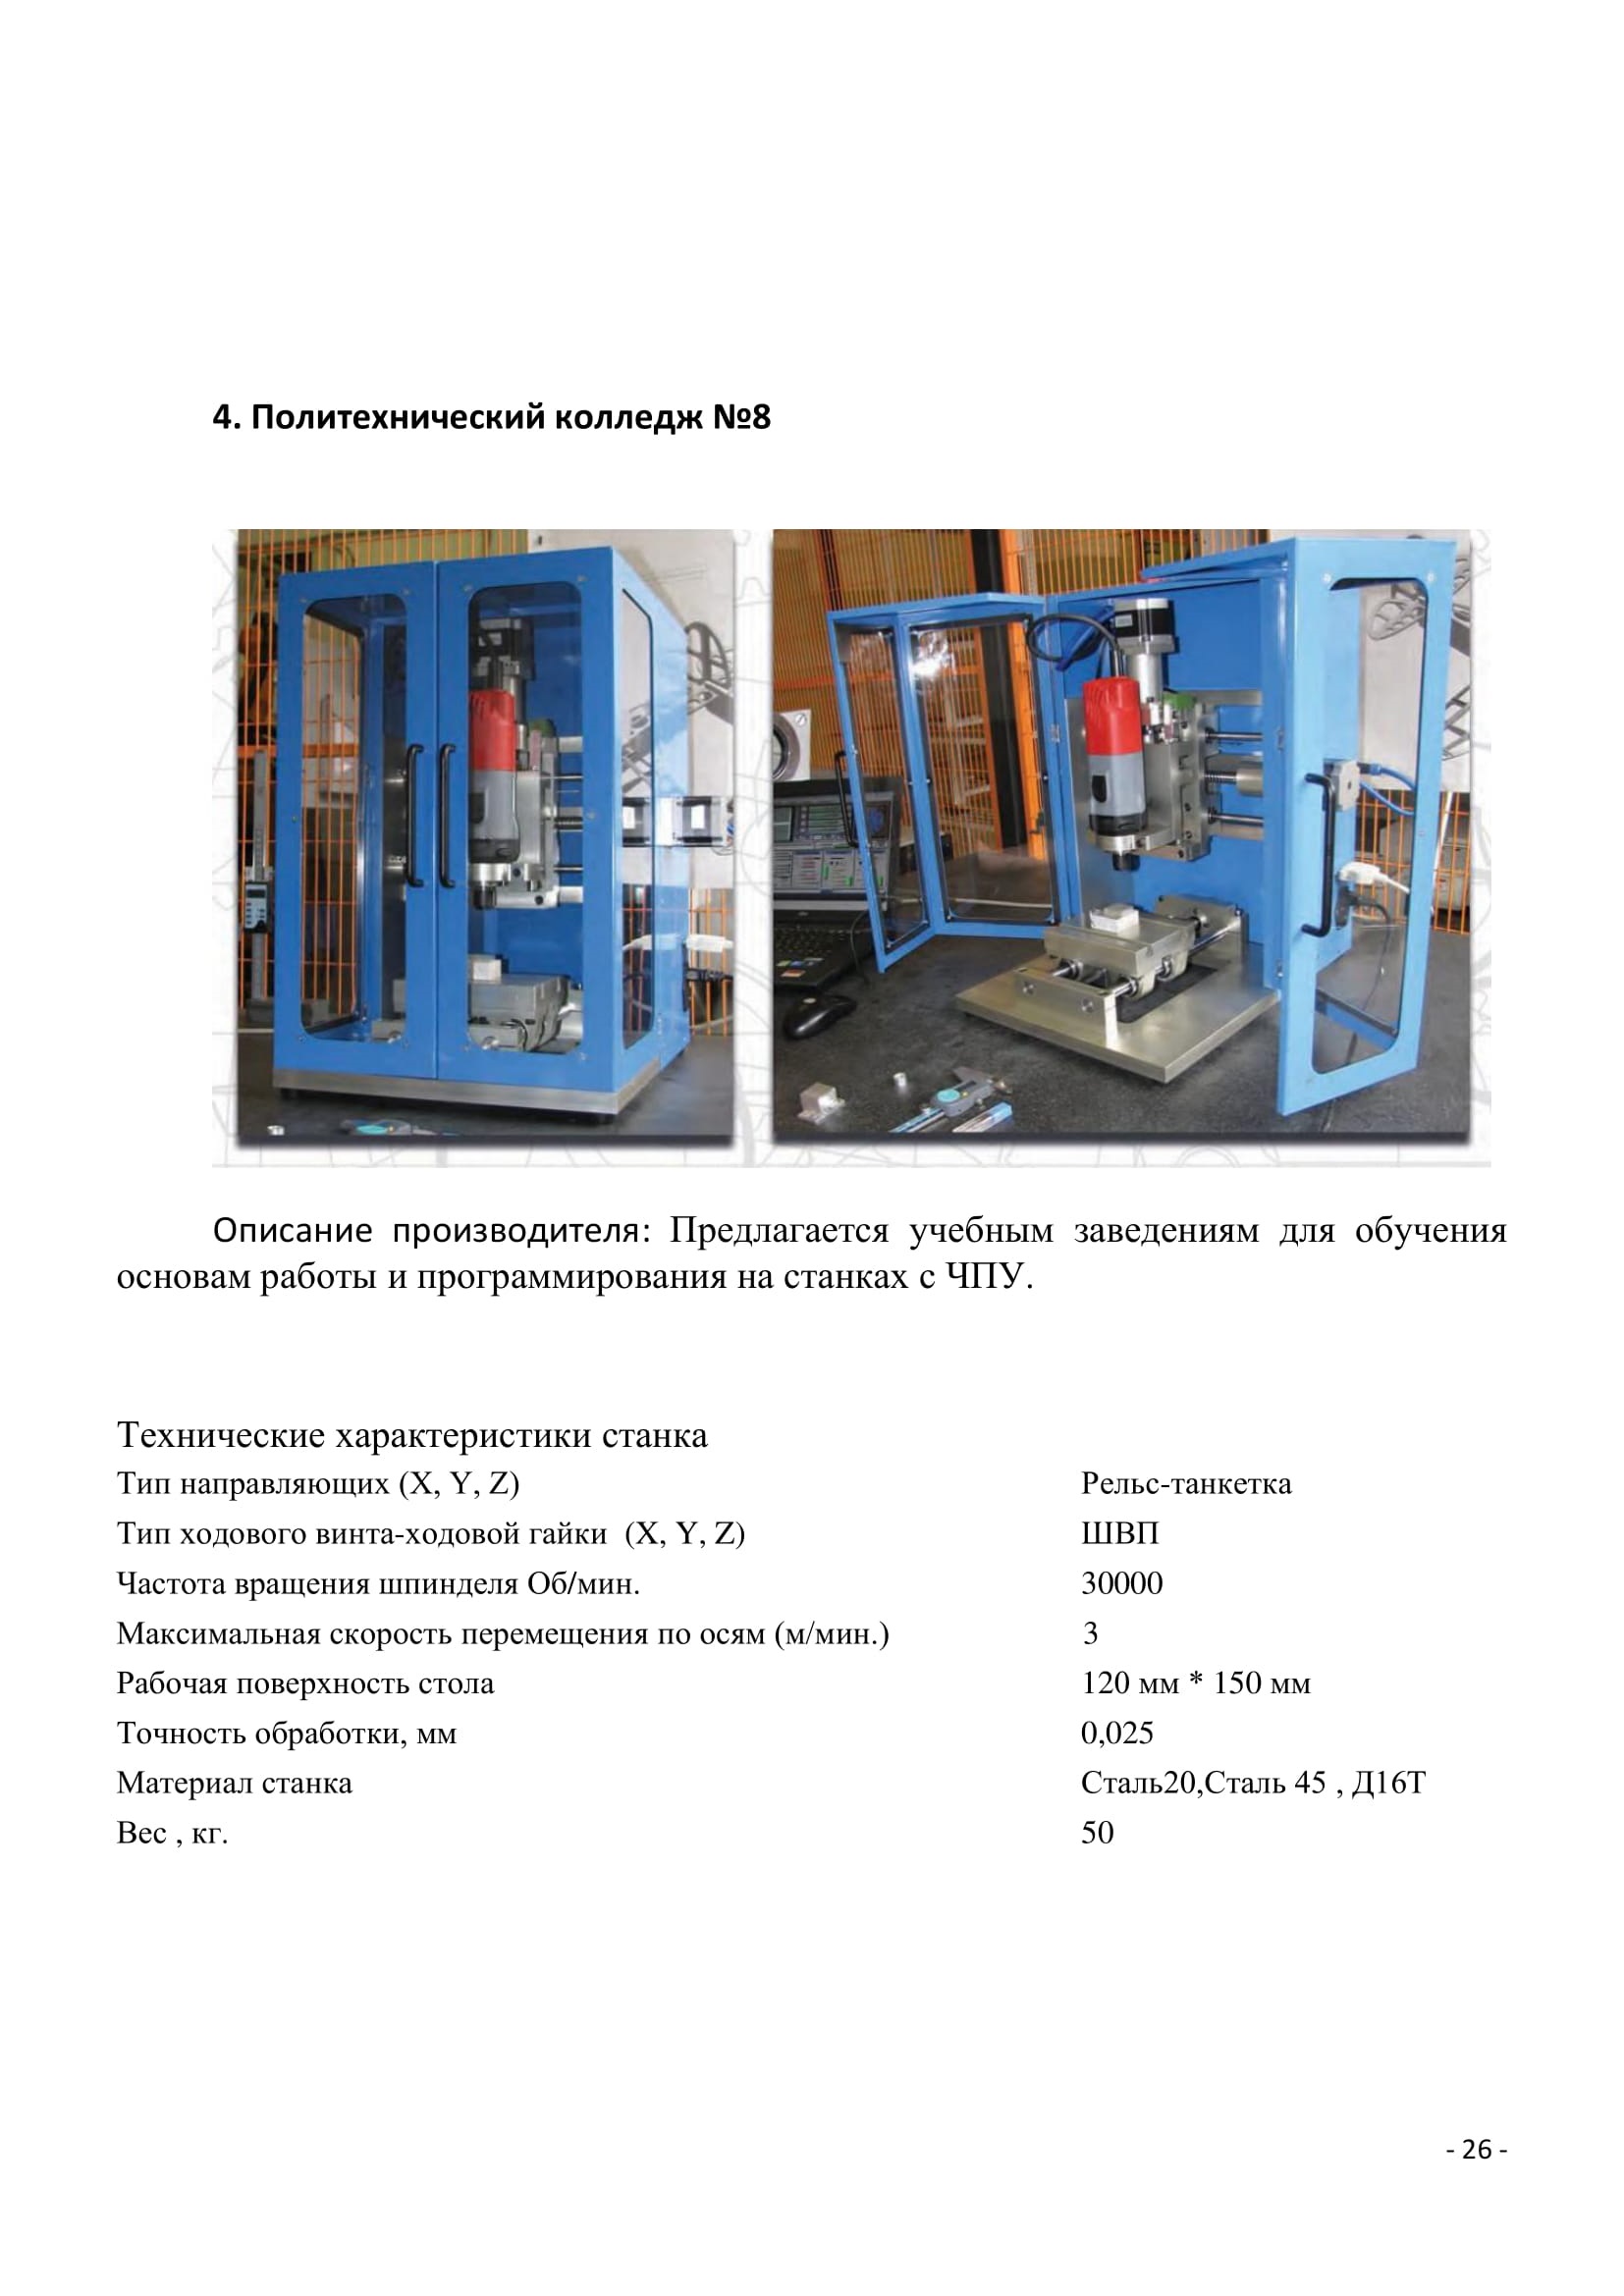 4. Политехнический колледж №8
Описание производителя: Предлагается учебным заведениям для обучения
основам работы и программирования на станках с ЧПУ.
Технические характеристики станка
Тип направляющих (X, Y, Z) Рельс-танкетка
Тип ходового винта-ходовой гайки (X, Y, Z) ШВП
Частота вращения шпинделя Об/мин. 30000
Максимальная скорость перемещения по осям (м/мин.) 3
Рабочая поверхность стола 120 мм * 150 мм
Точность обработки, мм 0,025
Материал станка Сталь20,Сталь 45 , Д16Т
Вес , кг. 50
- 26 -